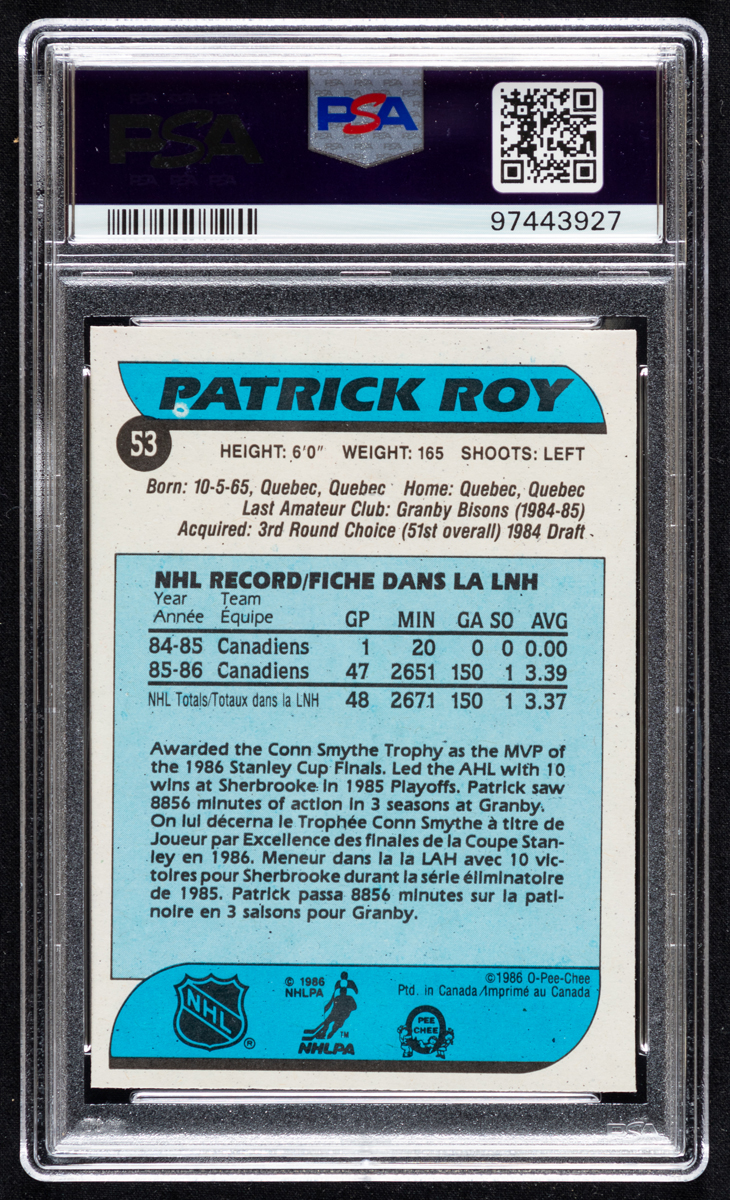 PSA
PSA
97443927
PATRICK ROY
53
HEIGHT: 6'0" WEIGHT: 165 SHOOTS: LEFT
Born: 10-5-65, Quebec, Quebec Home: Quebec, Quebec
Last Amateur Club: Granby Bisons (1984-85)
Acquired: 3rd Round Choice (51st overall) 1984 Draft
NHL RECORD/FICHE DANS LA LNH
Year Team
Année Équipe GP MIN GA SO AVG
84-85 Canadiens 1 20 0 0 0.00
85-86 Canadiens 47 2651 150 1 3.39
NHL Totals/Totaux dans la LNH 48 2671 150 1 3.37
Awarded the Conn Smythe Trophy as the MVP of
the 1986 Stanley Cup Finals. Led the AHL with 10
wins at Sherbrooke in 1985 Playoffs. Patrick saw
8856 minutes of action in 3 seasons at Granby.
On lui décerna le Trophée Conn Smythe à titre de
Joueur par Excellence des finales de la Coupe Stan-
ley en 1986. Meneur dans la la LAH avec 10 vic-
toires pour Sherbrooke durant la série éliminatoire
de 1985. Patrick passa 8856 minutes sur la pati-
noire en 3 saisons pour Granby.
©1986 O-Pee-Chee
Ptd. in Canada/Imprimé au Canada
© 1986
NHLPA
NHL
®
™
NHLPA
PEE
CHEE
PSA